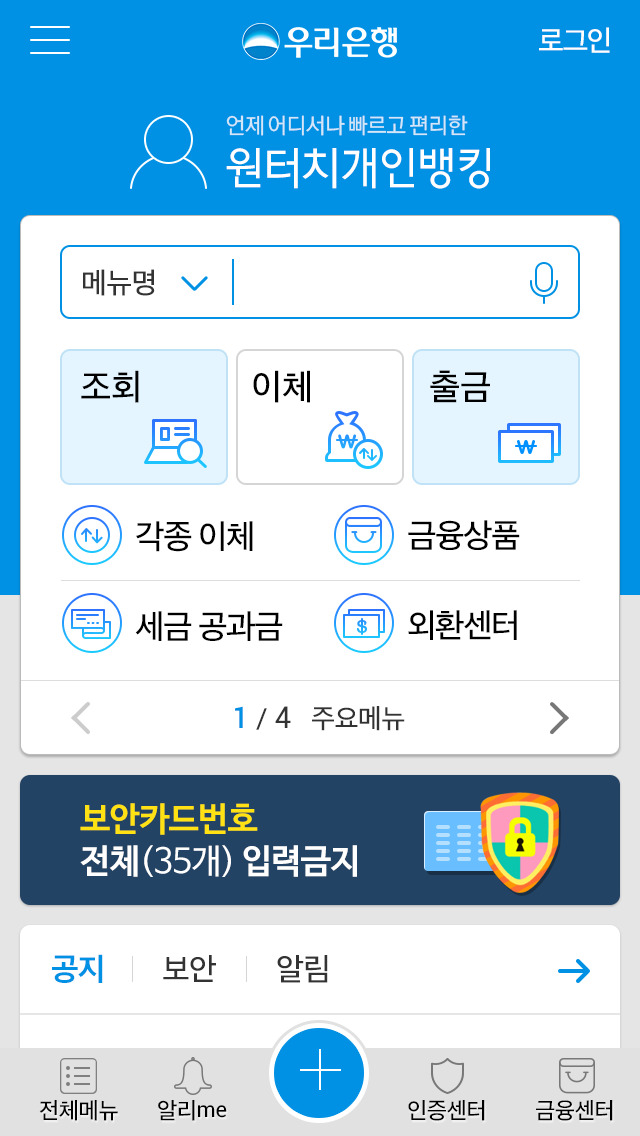 우리은행
로그인
언제 어디서나 빠르고 편리한
원터치개인뱅킹
메뉴명
조회 이체 출금
₩ ₩
각종 이체 금융상품
세금 공과금 $ 외환센터
1 / 4 주요메뉴
보안카드번호
전체(35개) 입력금지
공지 보안 알림
전체메뉴 알리me 인증센터 금융센터